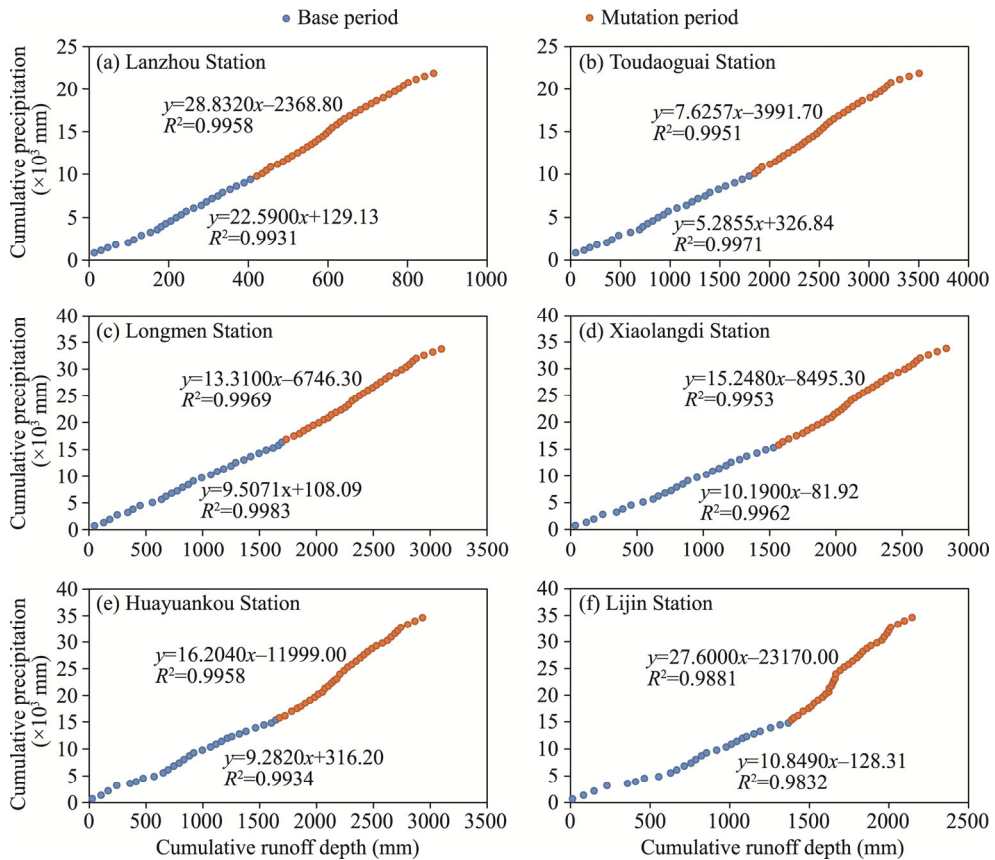 Base period Mutation period
Cumulative precipitation
(×10³ mm)
25
20
15
10
5
0
(a) Lanzhou Station
y=28.8320x–2368.80
R²=0.9958
y=22.5900x+129.13
R²=0.9931
0 200 400 600 800 1000
25
20
15
10
5
0
(b) Toudaoguai Station
y=7.6257x–3991.70
R²=0.9951
y=5.2855x+326.84
R²=0.9971
0 500 1000 1500 2000 2500 3000 3500 4000
Cumulative precipitation
(×10³ mm)
40
35
30
25
20
15
10
5
0
(c) Longmen Station
y=13.3100x–6746.30
R²=0.9969
y=9.5071x+108.09
R²=0.9983
0 500 1000 1500 2000 2500 3000 3500
40
35
30
25
20
15
10
5
0
(d) Xiaolangdi Station
y=15.2480x–8495.30
R²=0.9953
y=10.1900x–81.92
R²=0.9962
0 500 1000 1500 2000 2500 3000
Cumulative precipitation
(×10³ mm)
40
35
30
25
20
15
10
5
0
(e) Huayuankou Station
y=16.2040x–11999.00
R²=0.9958
y=9.2820x+316.20
R²=0.9934
0 500 1000 1500 2000 2500 3000 3500
Cumulative runoff depth (mm)
40
35
30
25
20
15
10
5
0
(f) Lijin Station
y=27.6000x–23170.00
R²=0.9881
y=10.8490x–128.31
R²=0.9832
0 500 1000 1500 2000 2500
Cumulative runoff depth (mm)